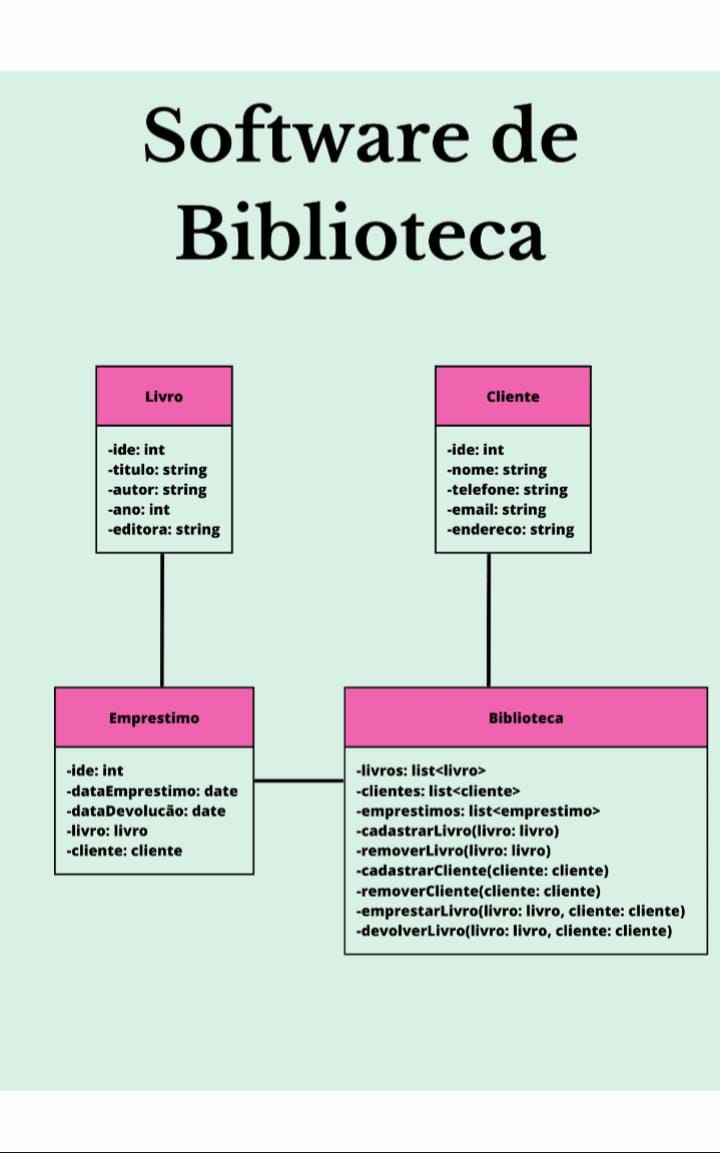 Software de
Biblioteca
Livro
-ide: int
-titulo: string
-autor: string
-ano: int
-editora: string
Cliente
-ide: int
-nome: string
-telefone: string
-email: string
-endereco: string
Emprestimo
-ide: int
-dataEmprestimo: date
-dataDevolucão: date
-livro: livro
-cliente: cliente
Biblioteca
-livros: list<livro>
-clientes: list<cliente>
-emprestimos: list<emprestimo>
-cadastrarLivro(livro: livro)
-removerLivro(livro: livro)
-cadastrarCliente(cliente: cliente)
-removerCliente(cliente: cliente)
-emprestarLivro(livro: livro, cliente: cliente)
-devolverLivro(livro: livro, cliente: cliente)